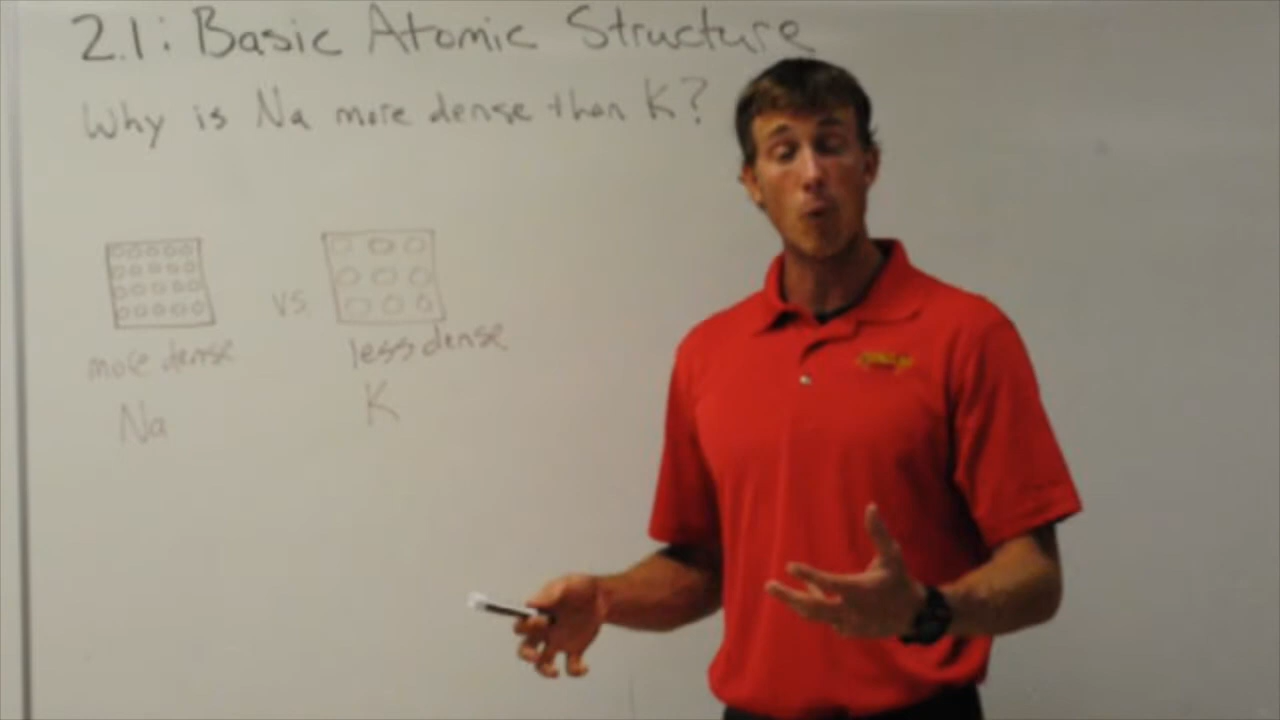 2.1: Basic Atomic Structure
Why is Na more dense than K?
vs
more dense
less dense
Na
K